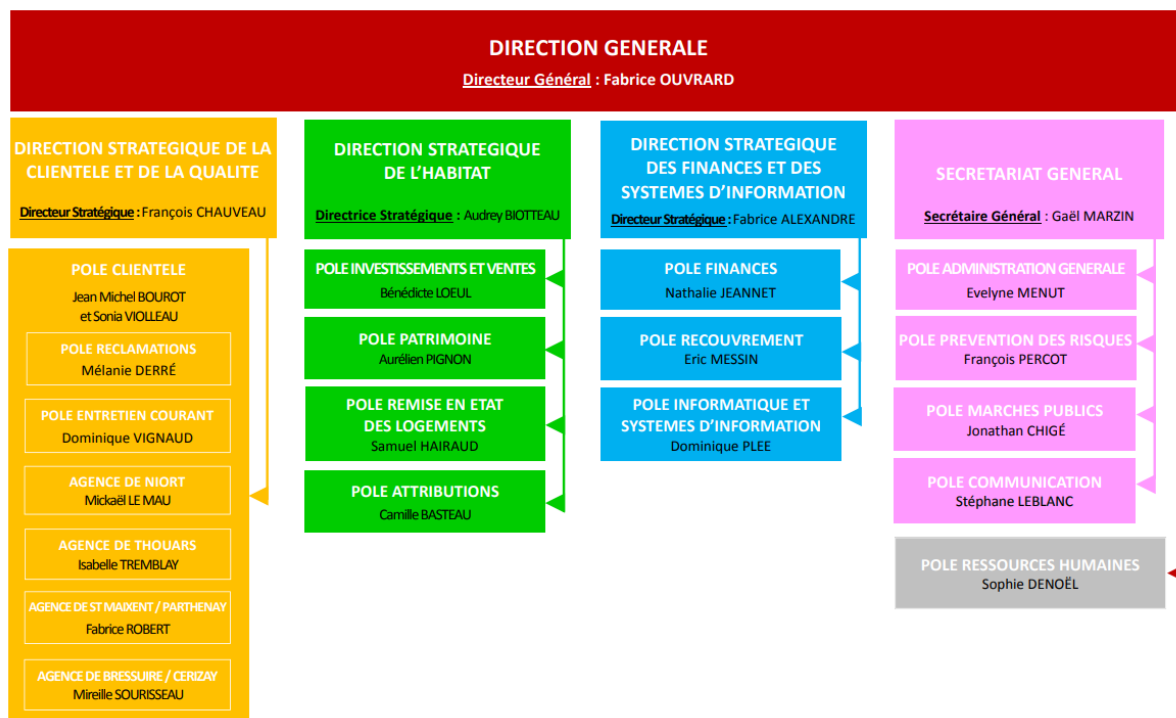 DIRECTION GENERALE
Directeur Général : Fabrice OUVRARD
DIRECTION STRATEGIQUE DE LA
CLIENTELE ET DE LA QUALITE
Directeur Stratégique : François CHAUVEAU
POLE CLIENTELE
Jean Michel BOUROT
et Sonia VIOLLEAU
POLE RECLAMATIONS
Mélanie DERRÉ
POLE ENTRETIEN COURANT
Dominique VIGNAUD
AGENCE DE NIORT
Mickaël LE MAU
AGENCE DE THOUARS
Isabelle TREMBLAY
AGENCE DE ST MAIXENT / PARTHENAY
Fabrice ROBERT
AGENCE DE BRESSUIRE / CERIZAY
Mireille SOURISSEAU
DIRECTION STRATEGIQUE
DE L’HABITAT
Directrice Stratégique : Audrey BIOTTEAU
POLE INVESTISSEMENTS ET VENTES
Bénédicte LOEUL
POLE PATRIMOINE
Aurélien PIGNON
POLE REMISE EN ETAT
DES LOGEMENTS
Samuel HAIRAUD
POLE ATTRIBUTIONS
Camille BASTEAU
DIRECTION STRATEGIQUE
DES FINANCES ET DES
SYSTEMES D’INFORMATION
Directeur Stratégique : Fabrice ALEXANDRE
POLE FINANCES
Nathalie JEANNET
POLE RECOUVREMENT
Eric MESSIN
POLE INFORMATIQUE ET
SYSTEMES D’INFORMATION
Dominique PLEE
SECRETARIAT GENERAL
Secrétaire Général : Gaël MARZIN
POLE ADMINISTRATION GENERALE
Evelyne MENUT
POLE PREVENTION DES RISQUES
François PERCOT
POLE MARCHES PUBLICS
Jonathan CHIGÉ
POLE COMMUNICATION
Stéphane LEBLANC
POLE RESSOURCES HUMAINES
Sophie DENOËL